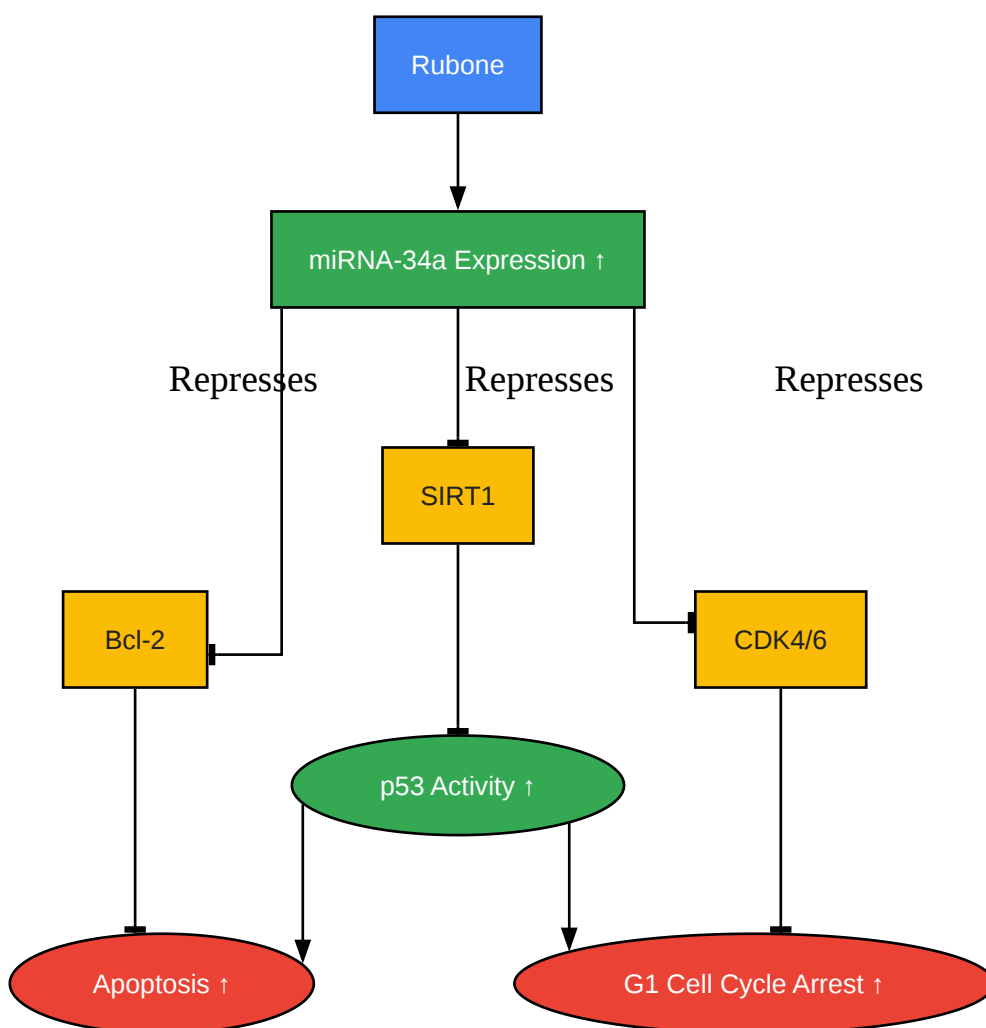 Rubone
miRNA-34a Expression ↑
Represses
Represses
Represses
SIRT1
Bcl-2
CDK4/6
p53 Activity ↑
Apoptosis ↑
G1 Cell Cycle Arrest ↑